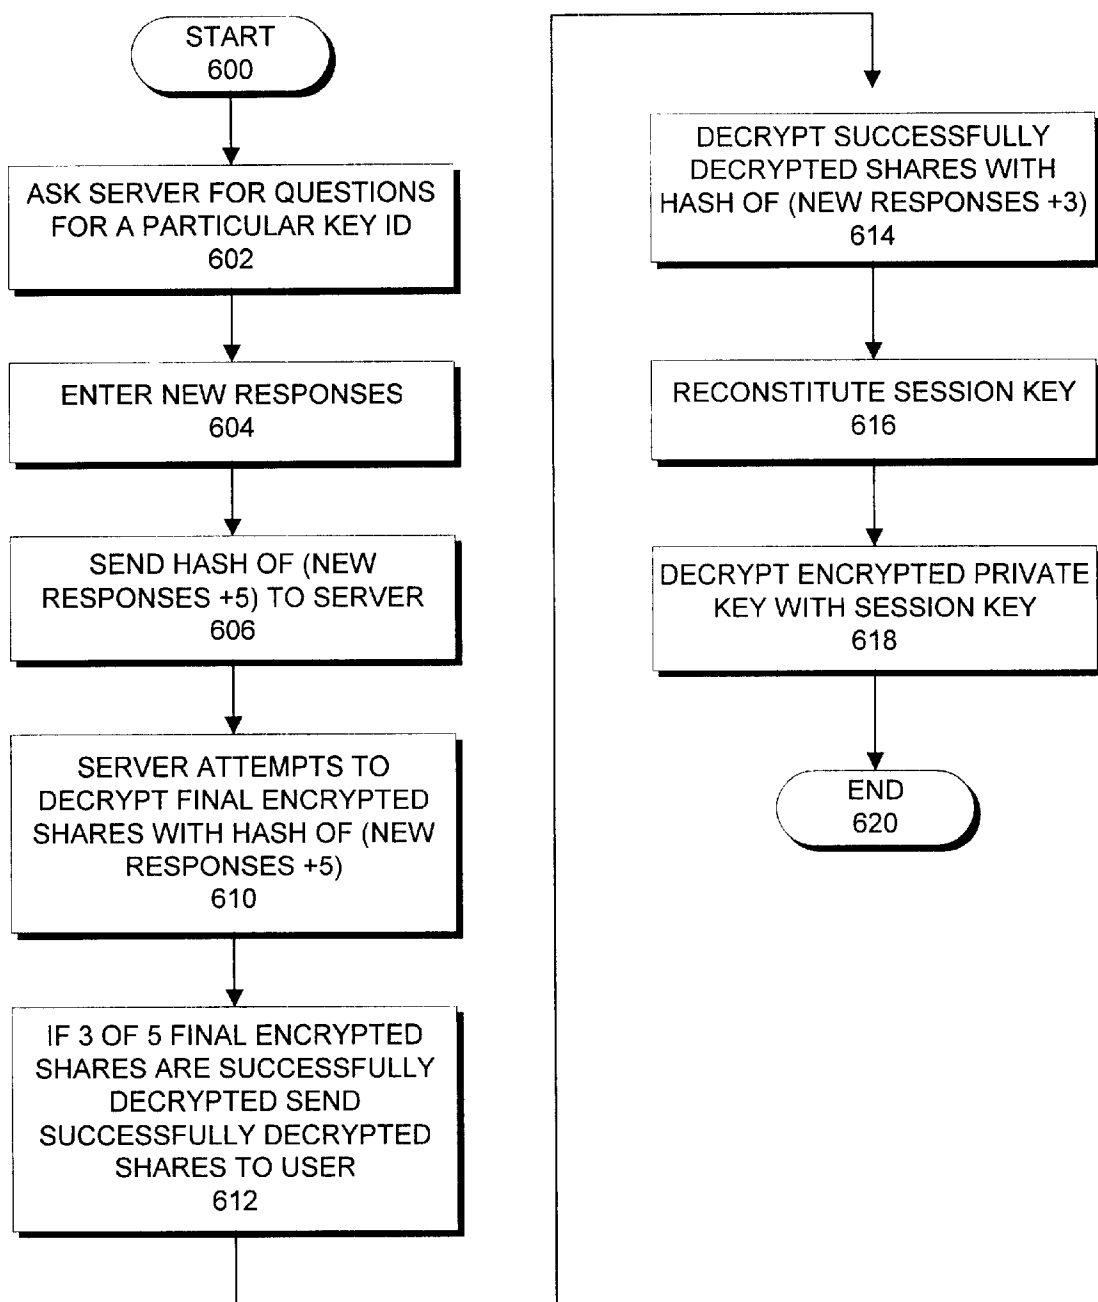 START
600
ASK SERVER FOR QUESTIONS
FOR A PARTICULAR KEY ID
602
ENTER NEW RESPONSES
604
SEND HASH OF (NEW
RESPONSES +5) TO SERVER
606
SERVER ATTEMPTS TO
DECRYPT FINAL ENCRYPTED
SHARES WITH HASH OF (NEW
RESPONSES +5)
610
IF 3 OF 5 FINAL ENCRYPTED
SHARES ARE SUCCESSFULLY
DECRYPTED SEND
SUCCESSFULLY DECRYPTED
SHARES TO USER
612
DECRYPT SUCCESSFULLY
DECRYPTED SHARES WITH
HASH OF (NEW RESPONSES +3)
614
RECONSTITUTE SESSION KEY
616
DECRYPT ENCRYPTED PRIVATE
KEY WITH SESSION KEY
618
END
620